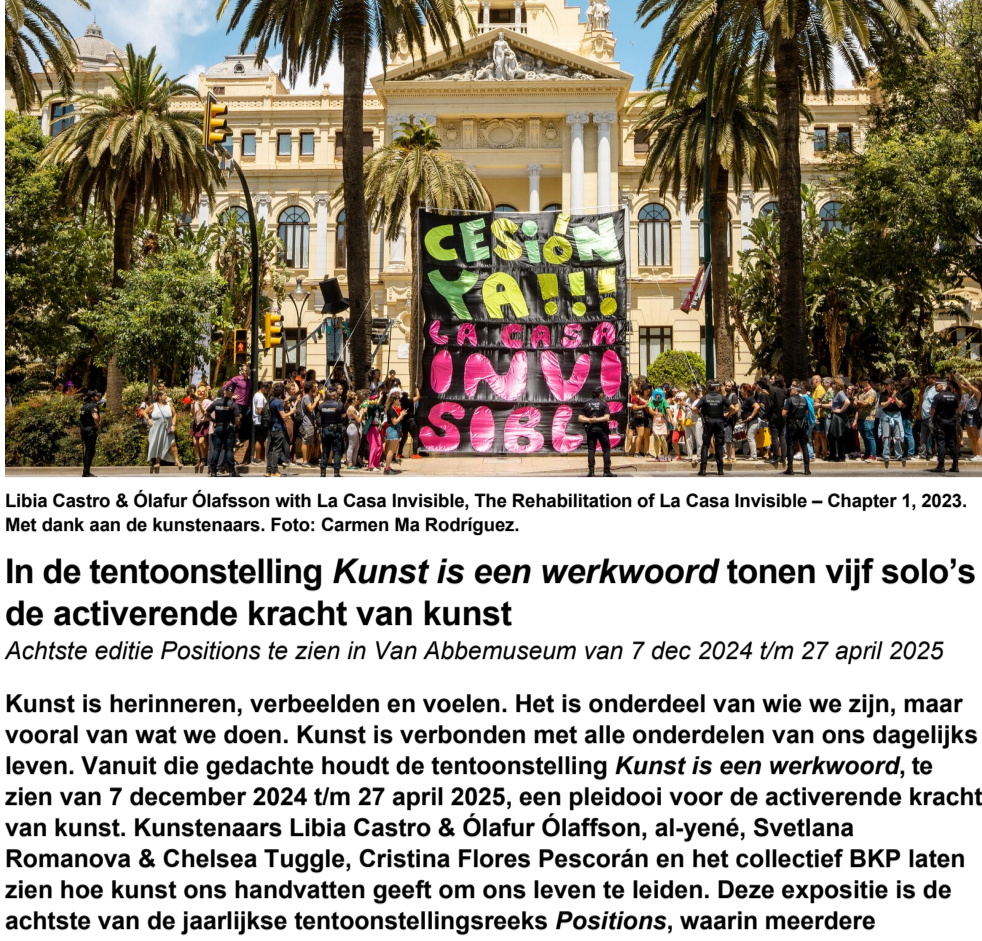 CESIÓN
YA!!!
LA CASA
INVI
SIBLE
Libia Castro & Ólafur Ólafsson with La Casa Invisible, The Rehabilitation of La Casa Invisible – Chapter 1, 2023.
Met dank aan de kunstenaars. Foto: Carmen Ma Rodríguez.
In de tentoonstelling Kunst is een werkwoord tonen vijf solo’s
de activerende kracht van kunst
Achtste editie Positions te zien in Van Abbemuseum van 7 dec 2024 t/m 27 april 2025
Kunst is herinneren, verbeelden en voelen. Het is onderdeel van wie we zijn, maar
vooral van wat we doen. Kunst is verbonden met alle onderdelen van ons dagelijks
leven. Vanuit die gedachte houdt de tentoonstelling Kunst is een werkwoord, te
zien van 7 december 2024 t/m 27 april 2025, een pleidooi voor de activerende kracht
van kunst. Kunstenaars Libia Castro & Ólafur Ólaffson, al-yené, Svetlana
Romanova & Chelsea Tuggle, Cristina Flores Pescorán en het collectief BKP laten
zien hoe kunst ons handvatten geeft om ons leven te leiden. Deze expositie is de
achtste van de jaarlijkse tentoonstellingsreeks Positions, waarin meerdere